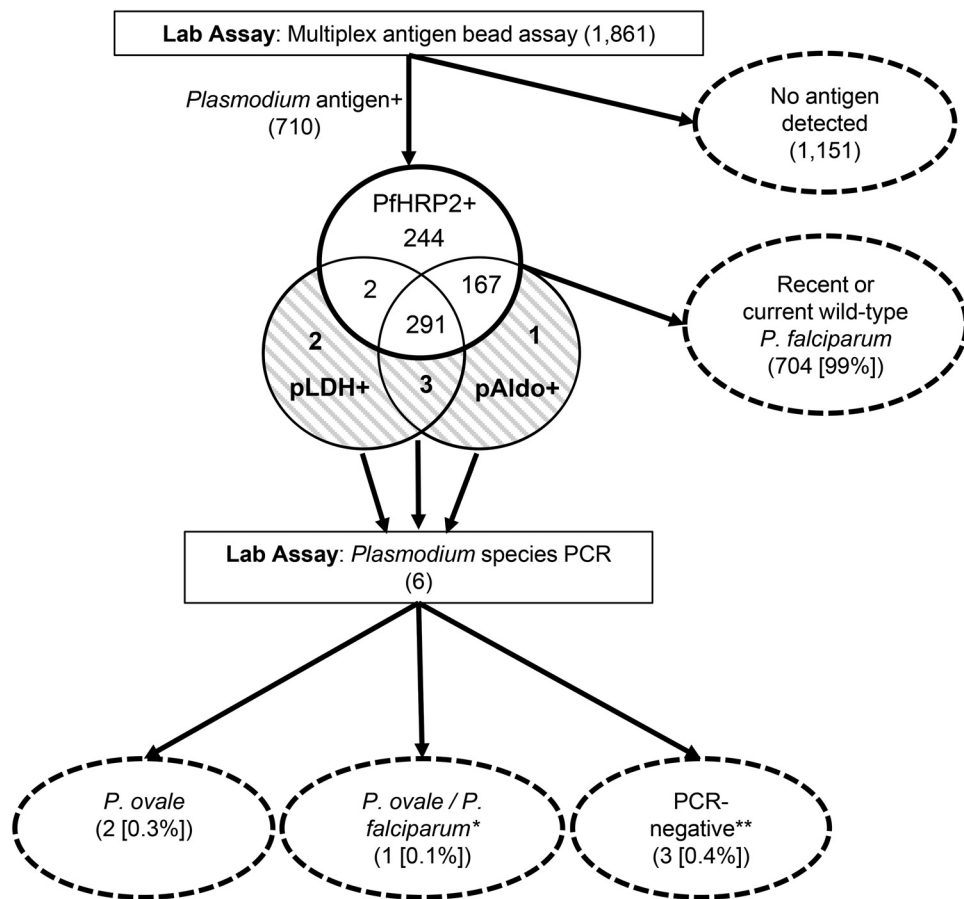 Lab Assay: Multiplex antigen bead assay (1,861)
Plasmodium antigen+
(710)
No antigen
detected
(1,151)
PfHRP2+
244
2
167
291
2
1
pLDH+
3
pAldo+
Recent or
current wild-type
P. falciparum
(704 [99%])
Lab Assay: Plasmodium species PCR
(6)
P. ovale
(2 [0.3%])
P. ovale / P.
falciparum*
(1 [0.1%])
PCR-
negative**
(3 [0.4%])